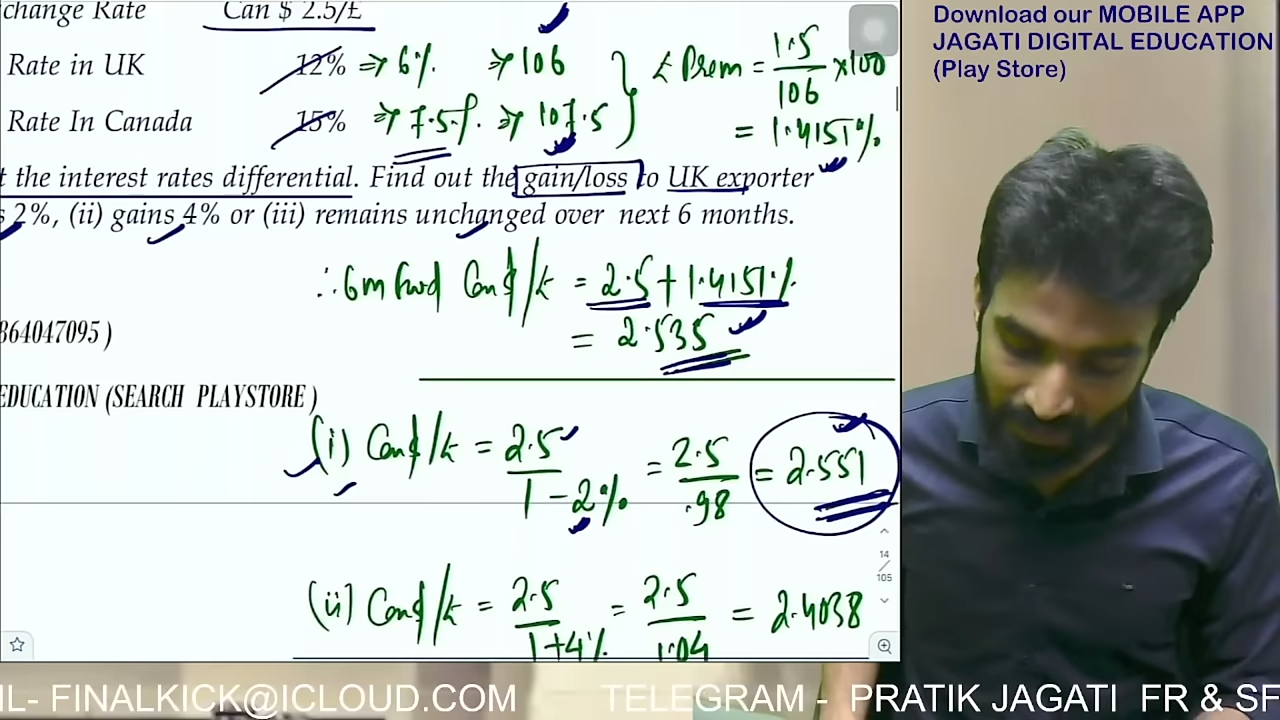 change Rate Can $ 2.5/£
Rate in UK 12% ⇒ 6% ⇒ 106
Rate In Canada 15% ⇒ 7.5% ⇒ 107.5
£ Prem = 1.5/106 × 100
= 1.4151%
t the interest rates differential. Find out the gain/loss to UK exporter
s 2%, (ii) gains 4% or (iii) remains unchanged over next 6 months.
∴ 6m Fwd Can$/£ = 2.5 + 1.4151%
= 2.535
864047095 )
EDUCATION (SEARCH PLAYSTORE )
(i) Can$/£ = 2.5/1-2% = 2.5/.98 = 2.551
(ii) Can$/£ = 2.5/1+4% = 2.5/1.04 = 2.4038
14
/
105
Download our MOBILE APP
JAGATI DIGITAL EDUCATION
(Play Store)
IL- FINALKICK@ICLOUD.COM TELEGRAM - PRATIK JAGATI FR & SF